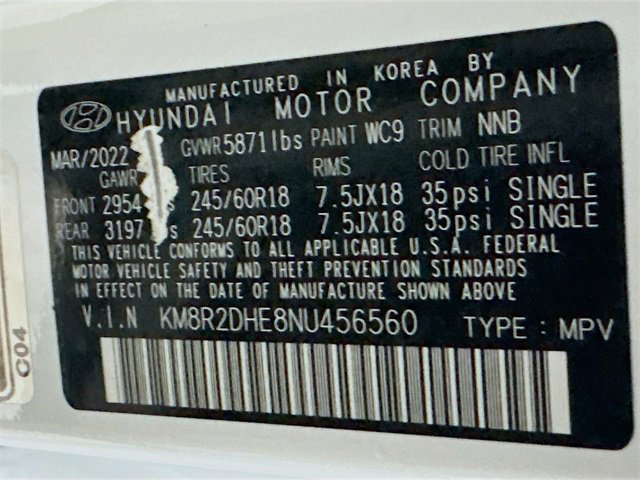 MANUFACTURED IN KOREA BY
HYUNDAI MOTOR COMPANY
MAR/2022 GVWR 5871lbs PAINT WC9 TRIM NNB
GAWR TIRES RIMS COLD TIRE INFL
FRONT 2954 245/60R18 7.5JX18 35psi SINGLE
REAR 3197 245/60R18 7.5JX18 35psi SINGLE
THIS VEHICLE CONFORMS TO ALL APPLICABLE U.S.A. FEDERAL
MOTOR VEHICLE SAFETY AND THEFT PREVENTION STANDARDS
IN EFFECT ON THE DATE OF MANUFACTURE SHOWN ABOVE
V.I.N KM8R2DHE8NU456560 TYPE : MPV
C04